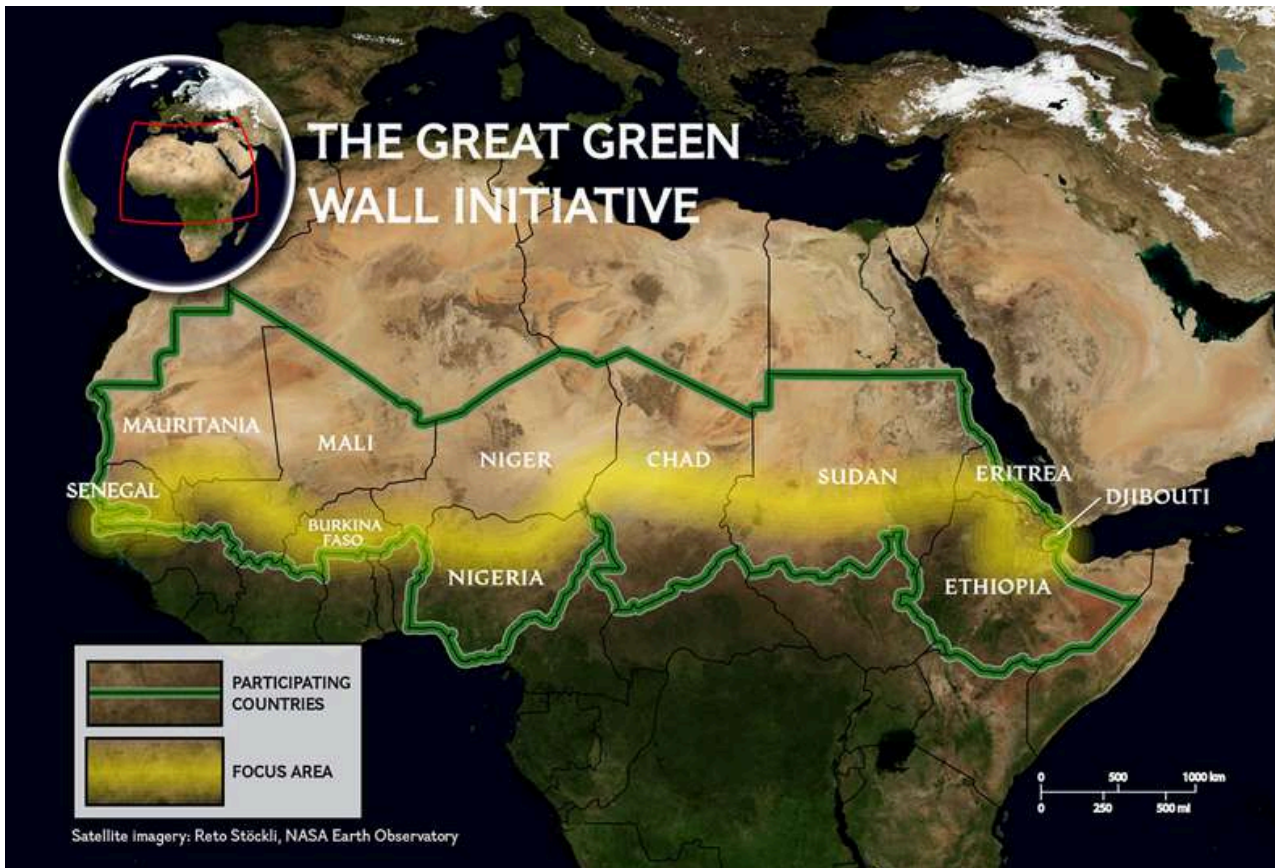 THE GREAT GREEN
WALL INITIATIVE
MAURITANIA
MALI
NIGER
CHAD
SUDAN
ERITREA
DJIBOUTI
SENEGAL
BURKINA
FASO
NIGERIA
ETHIOPIA
PARTICIPATING
COUNTRIES
FOCUS AREA
0 500 1000 km
0 250 500 mi
Satellite imagery: Reto Stöckli, NASA Earth Observatory